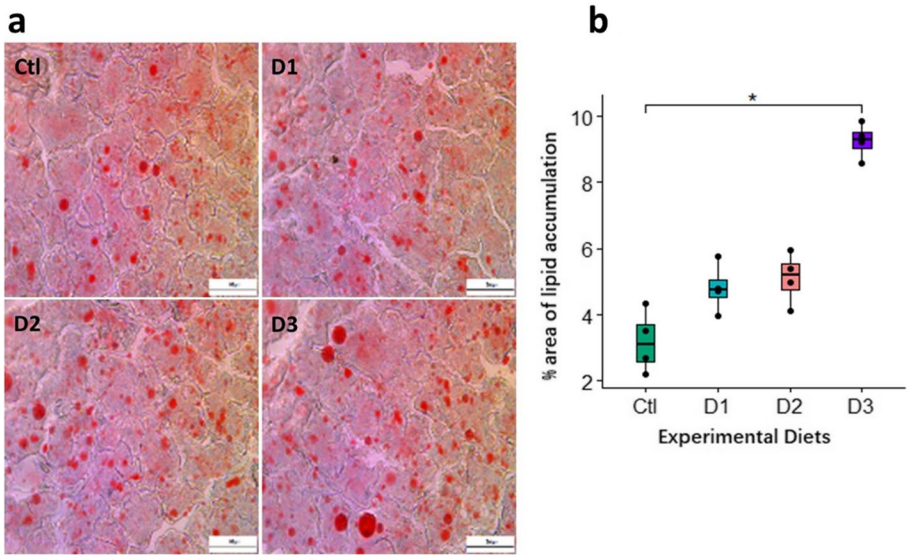 a
b
Ctl
D1
D2
D3
*
10
8
6
4
2
% area of lipid accumulation
Ctl D1 D2 D3
Experimental Diets